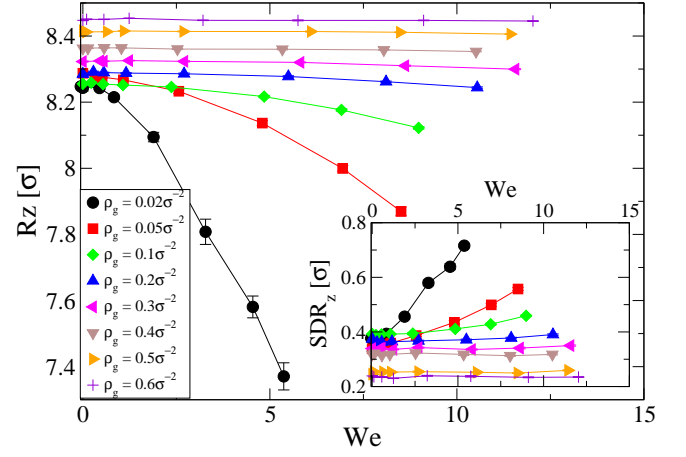 Rz [σ]
8.4
8.2
8
7.8
7.6
7.4
0
5
10
15
We
ρg = 0.02σ−2
ρg = 0.05σ−2
ρg = 0.1σ−2
ρg = 0.2σ−2
ρg = 0.3σ−2
ρg = 0.4σ−2
ρg = 0.5σ−2
ρg = 0.6σ−2
We
0
5
10
15
SDRz [σ]
0.8
0.6
0.4
0.2